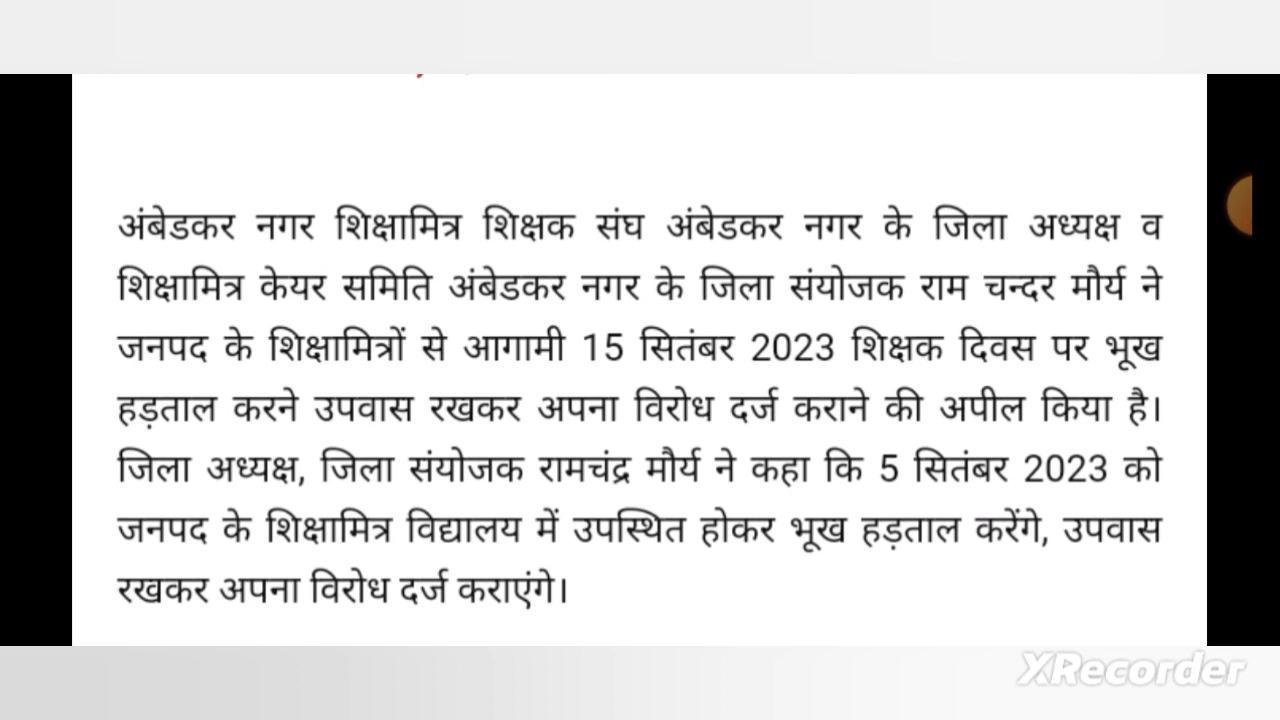 अंबेडकर नगर शिक्षामित्र शिक्षक संघ अंबेडकर नगर के जिला अध्यक्ष व
शिक्षामित्र केयर समिति अंबेडकर नगर के जिला संयोजक राम चन्दर मौर्य ने
जनपद के शिक्षामित्रों से आगामी 15 सितंबर 2023 शिक्षक दिवस पर भूख
हड़ताल करने उपवास रखकर अपना विरोध दर्ज कराने की अपील किया है।
जिला अध्यक्ष, जिला संयोजक रामचंद्र मौर्य ने कहा कि 5 सितंबर 2023 को
जनपद के शिक्षामित्र विद्यालय में उपस्थित होकर भूख हड़ताल करेंगे, उपवास
रखकर अपना विरोध दर्ज कराएंगे।
XRecorder